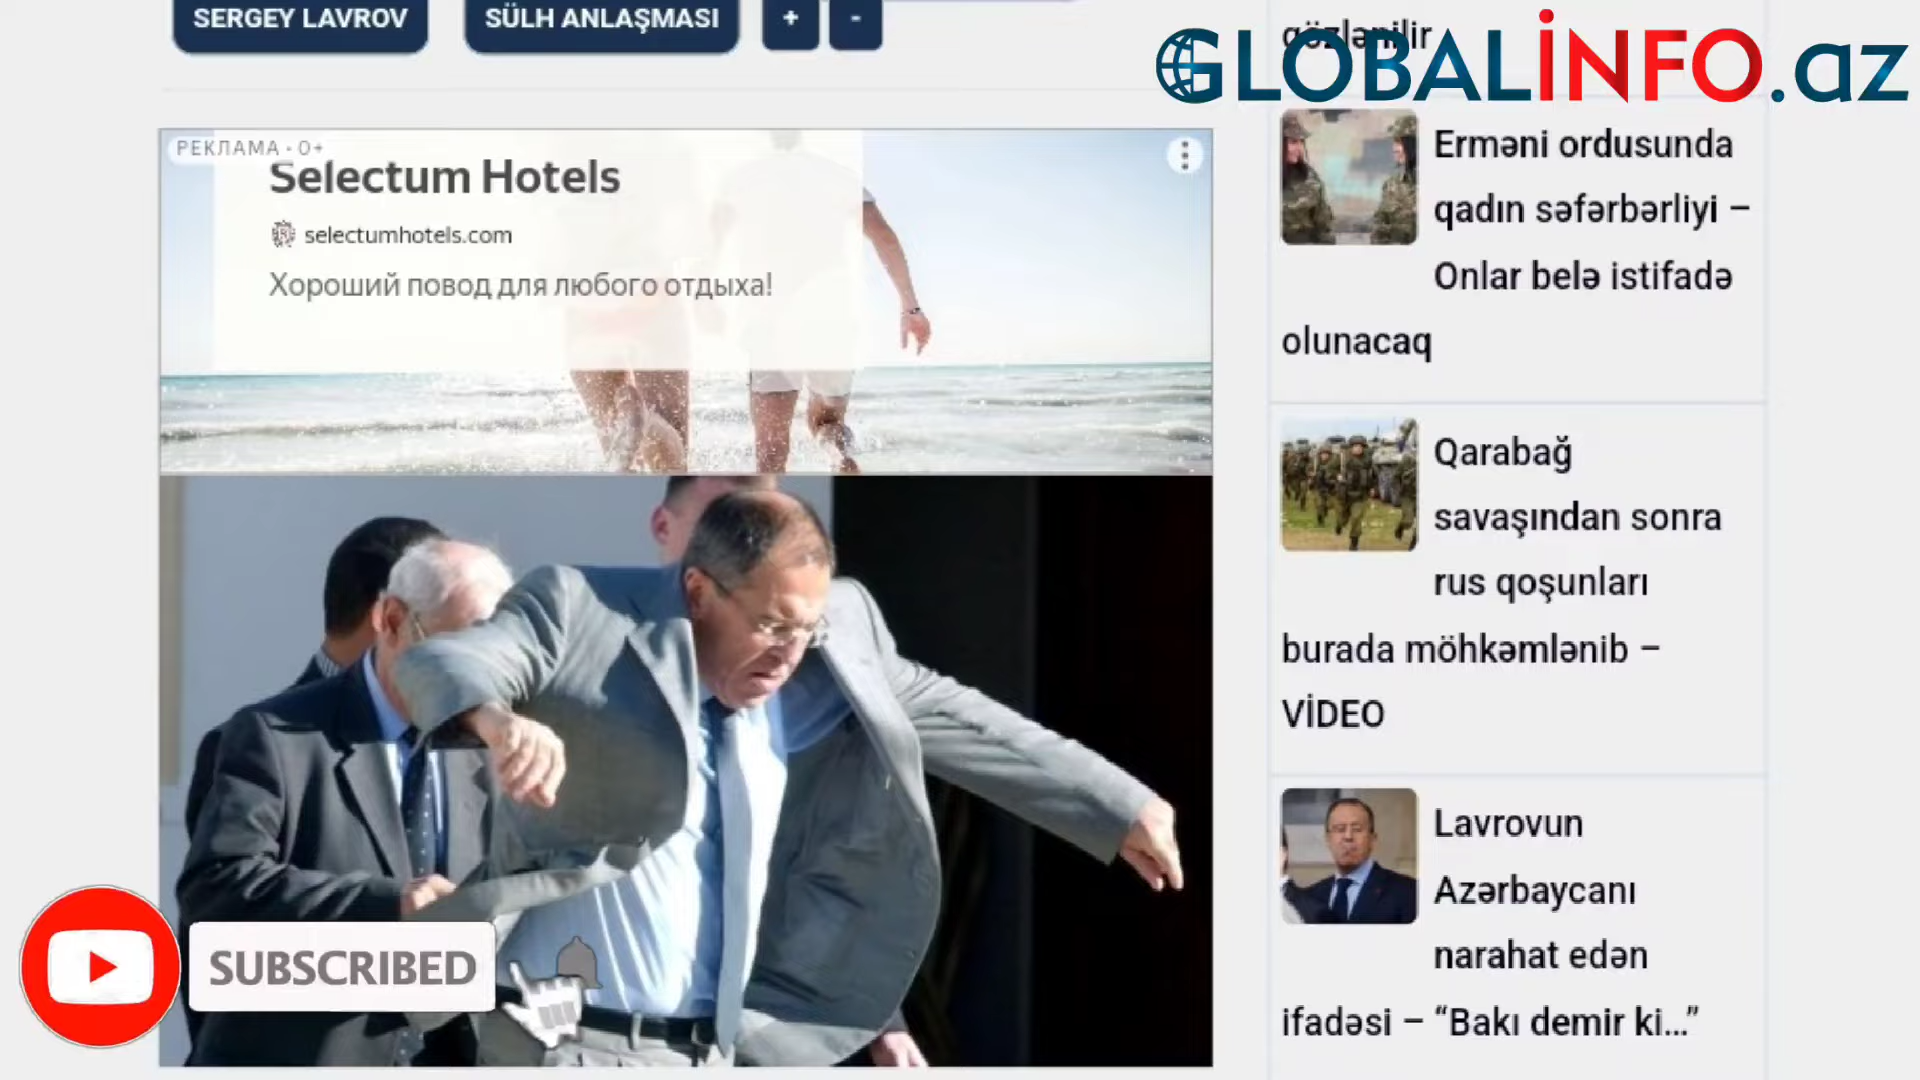 SERGEY LAVROV
SÜLH ANLAŞMASI
+
-
gözlənilir
GLOBALİNFO.az
РЕКЛАМА • 0+
Selectum Hotels
selectumhotels.com
Хороший повод для любого отдыха!
Erməni ordusunda
qadın səfərbərliyi –
Onlar belə istifadə
olunacaq
Qarabağ
savaşından sonra
rus qoşunları
burada möhkəmlənib –
VİDEO
Lavrovun
Azərbaycanı
narahat edən
ifadəsi – “Bakı demir ki...”
SUBSCRIBED